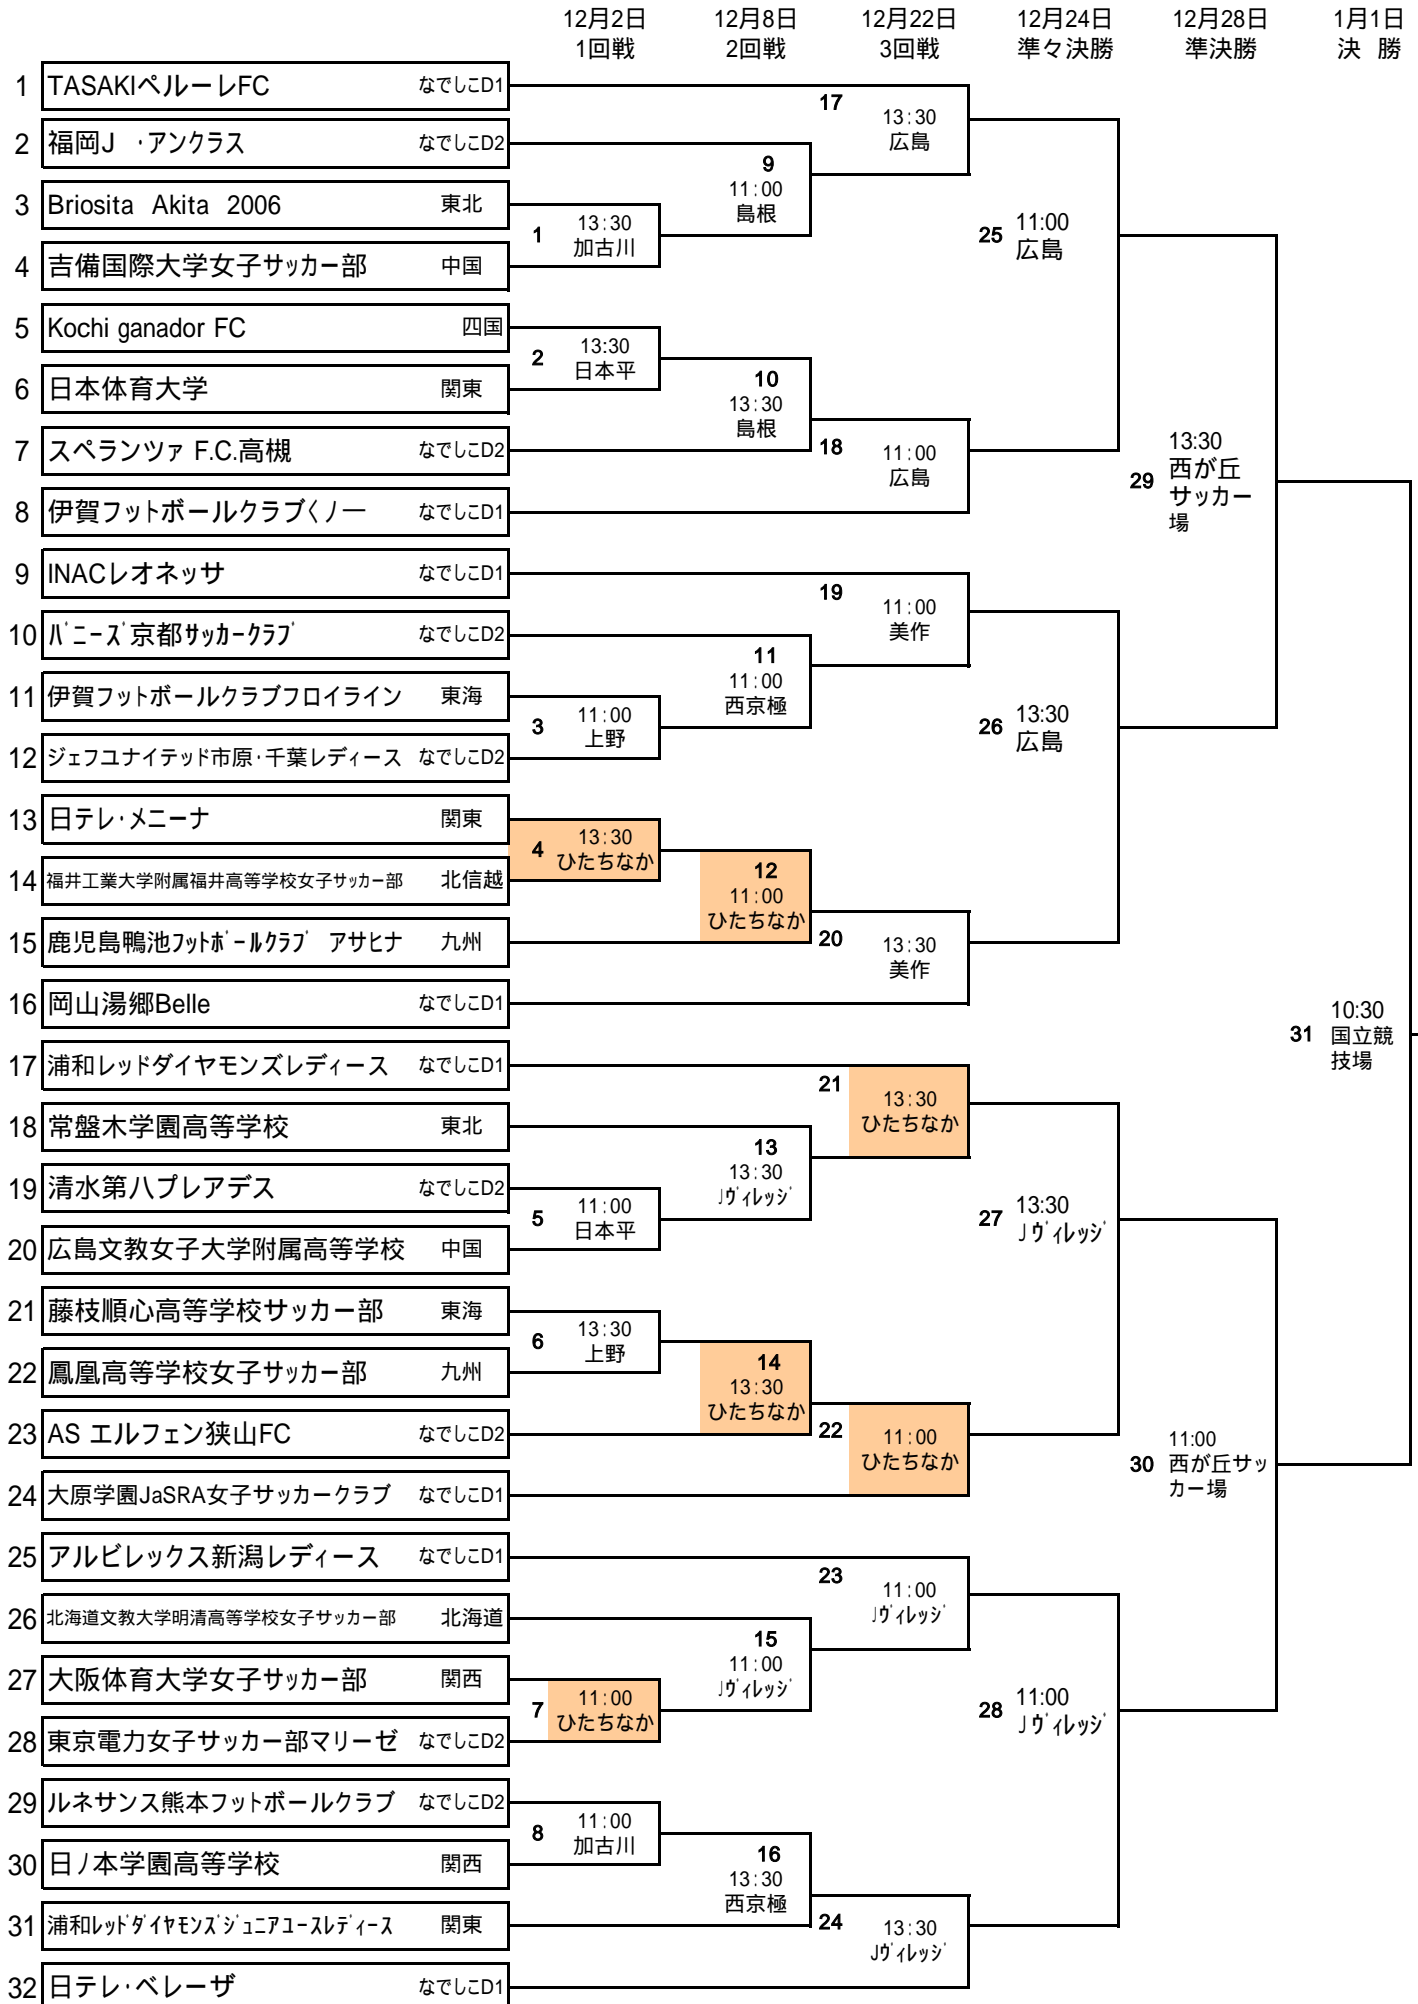 12月2日 12月8日 12月22日 12月24日 12月28日 1月1日
1回戦 2回戦 3回戦 準々決勝 準決勝 決 勝
1 TASAKIペルーレFC なでしこD1
2 福岡J ・アンクラス なでしこD2
3 Briosita Akita 2006 東北
4 吉備国際大学女子サッカー部 中国
5 Kochi ganador FC 四国
6 日本体育大学 関東
7 スペランツァ F.C.高槻 なでしこD2
8 伊賀フットボールクラブくノ一 なでしこD1
9 INACレオネッサ なでしこD1
10 バニーズ京都サッカークラブ なでしこD2
11 伊賀フットボールクラブフロイライン 東海
12 ジェフユナイテッド市原・千葉レディース なでしこD2
13 日テレ・メニーナ 関東
14 福井工業大学附属福井高等学校女子サッカー部 北信越
15 鹿児島鴨池フットボールクラブ アサヒナ 九州
16 岡山湯郷Belle なでしこD1
17 浦和レッドダイヤモンズレディース なでしこD1
18 常盤木学園高等学校 東北
19 清水第八プレアデス なでしこD2
20 広島文教女子大学附属高等学校 中国
21 藤枝順心高等学校サッカー部 東海
22 鳳凰高等学校女子サッカー部 九州
23 AS エルフェン狭山FC なでしこD2
24 大原学園JaSRA女子サッカークラブ なでしこD1
25 アルビレックス新潟レディース なでしこD1
26 北海道文教大学明清高等学校女子サッカー部 北海道
27 大阪体育大学女子サッカー部 関西
28 東京電力女子サッカー部マリーゼ なでしこD2
29 ルネサンス熊本フットボールクラブ なでしこD2
30 日ノ本学園高等学校 関西
31 浦和レッドダイヤモンズジュニアユースレディース 関東
32 日テレ・ベレーザ なでしこD1
1 13:30
加古川
2 13:30
日本平
3 11:00
上野
4 13:30
ひたちなか
5 11:00
日本平
6 13:30
上野
7 11:00
ひたちなか
8 11:00
加古川
9
11:00
島根
10
13:30
島根
11
11:00
西京極
12
11:00
ひたちなか
13
13:30
Jヴィレッジ
14
13:30
ひたちなか
15
11:00
Jヴィレッジ
16
13:30
西京極
17
13:30
広島
18 11:00
広島
19
11:00
美作
20 13:30
美作
21
13:30
ひたちなか
22 11:00
ひたちなか
23
11:00
Jヴィレッジ
24 13:30
Jヴィレッジ
25 11:00
広島
26 13:30
広島
27 13:30
Jヴィレッジ
28 11:00
Jヴィレッジ
13:30
29 西が丘
サッカー
場
11:00
30 西が丘サッ
カー場
10:30
31 国立競
技場